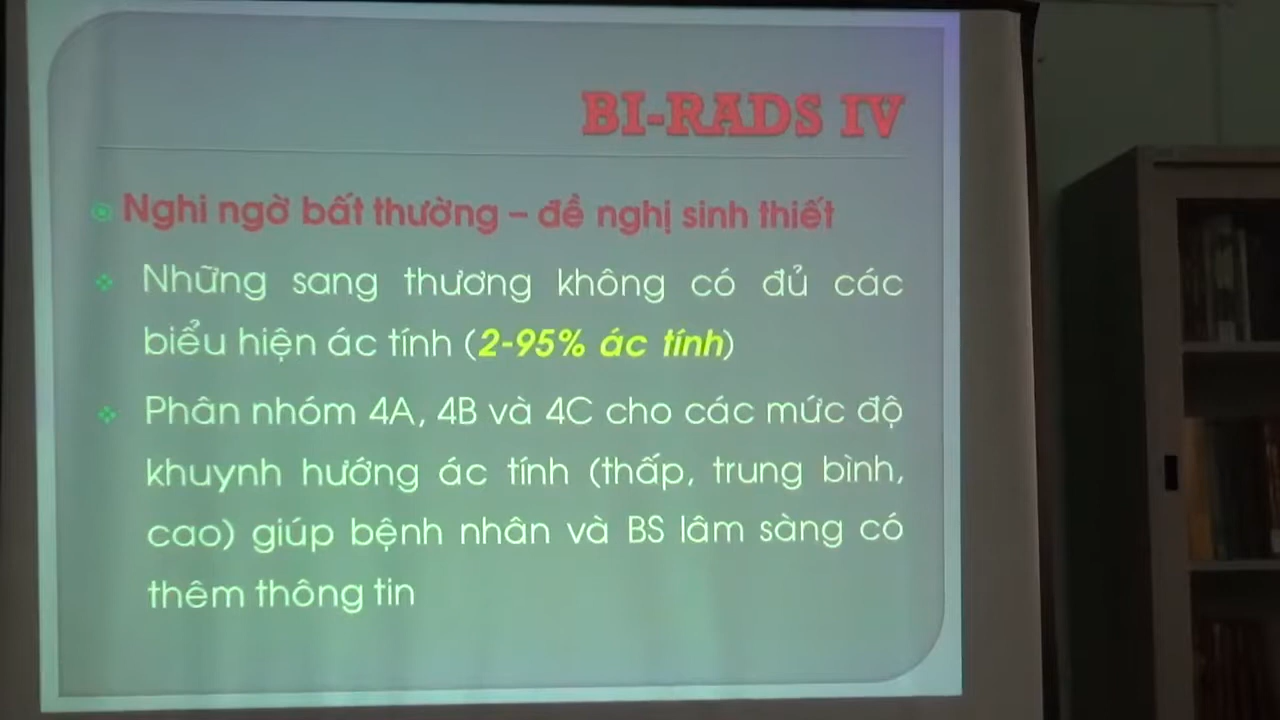 BI-RADS IV
Nghi ngờ bất thường – đề nghị sinh thiết
Những sang thương không có đủ các
biểu hiện ác tính (2-95% ác tính)
Phân nhóm 4A, 4B và 4C cho các mức độ
khuynh hướng ác tính (thấp, trung bình,
cao) giúp bệnh nhân và BS lâm sàng có
thêm thông tin